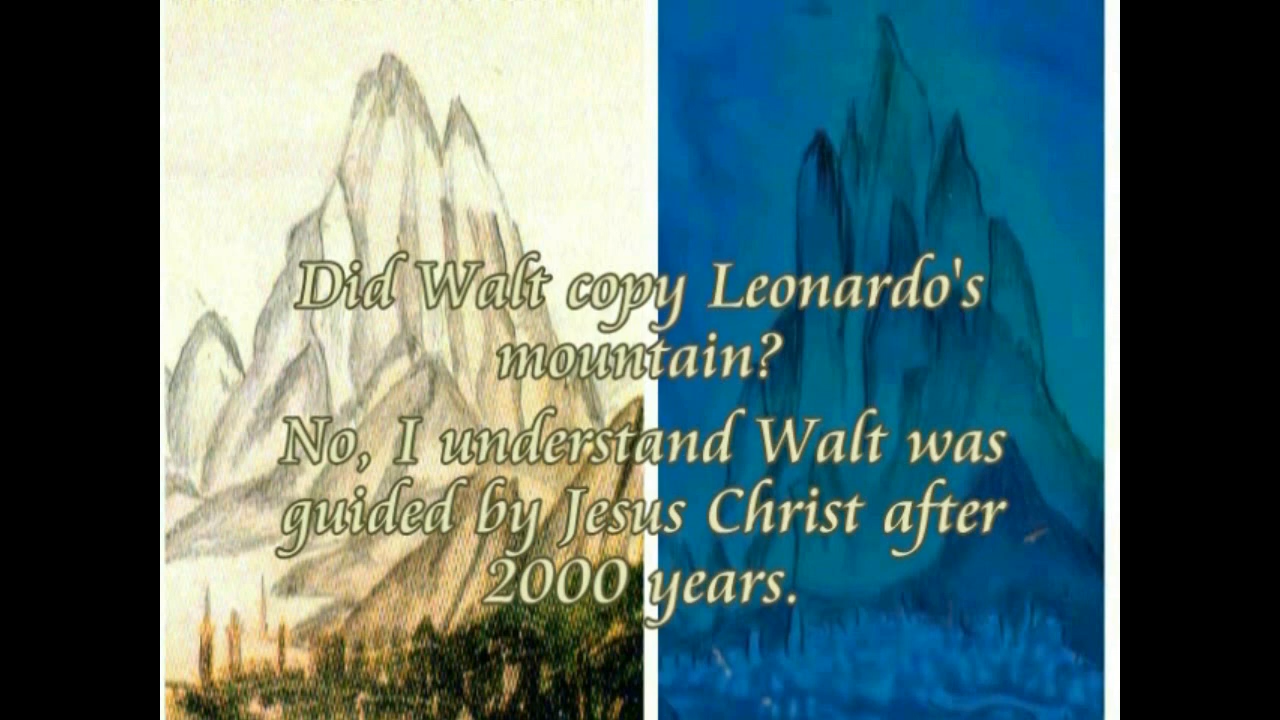 Did Walt copy Leonardo's
mountain?
No, I understand Walt was
guided by Jesus Christ after
2000 years.